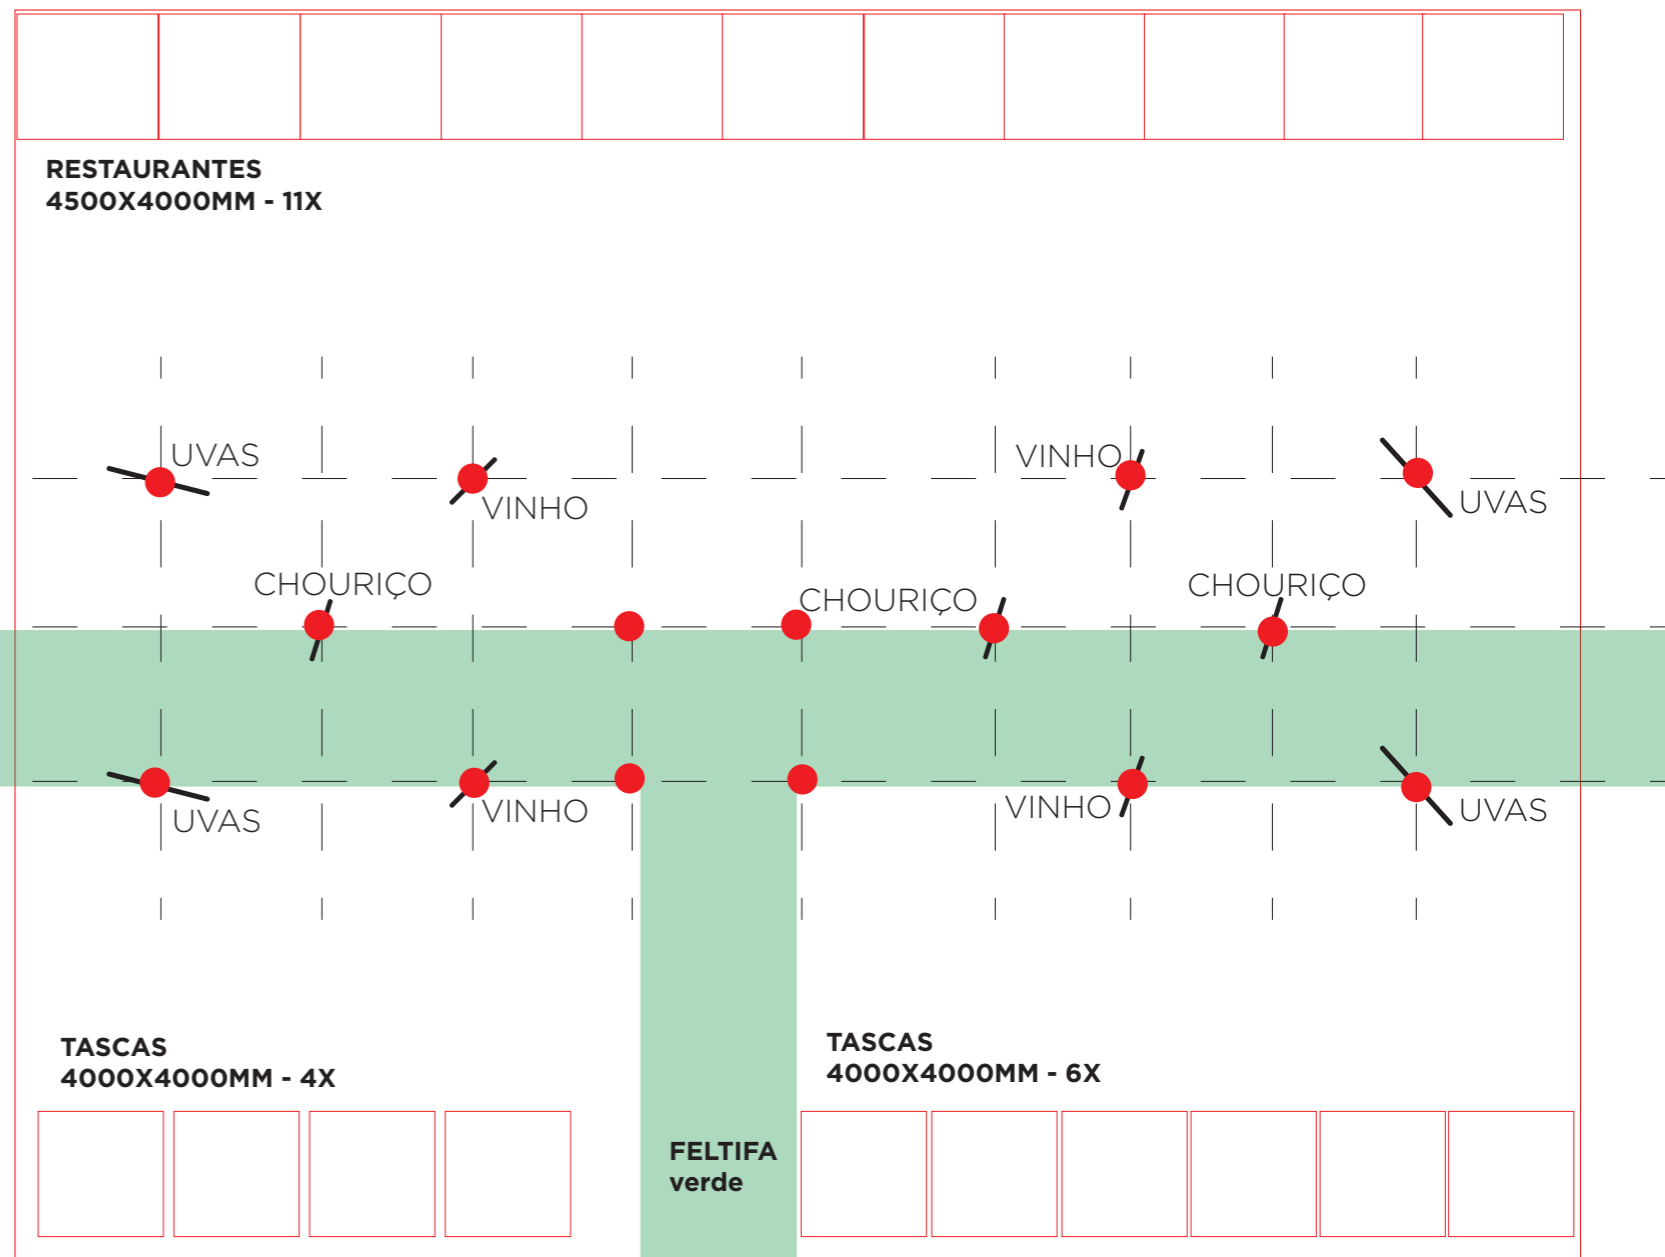 RESTAURANTES
4500X4000MM - 11X
UVAS
VINHO
VINHO
UVAS
CHOURIÇO
CHOURIÇO
CHOURIÇO
UVAS
VINHO
VINHO
UVAS
TASCAS
4000X4000MM - 4X
TASCAS
4000X4000MM - 6X
FELTIFA
verde